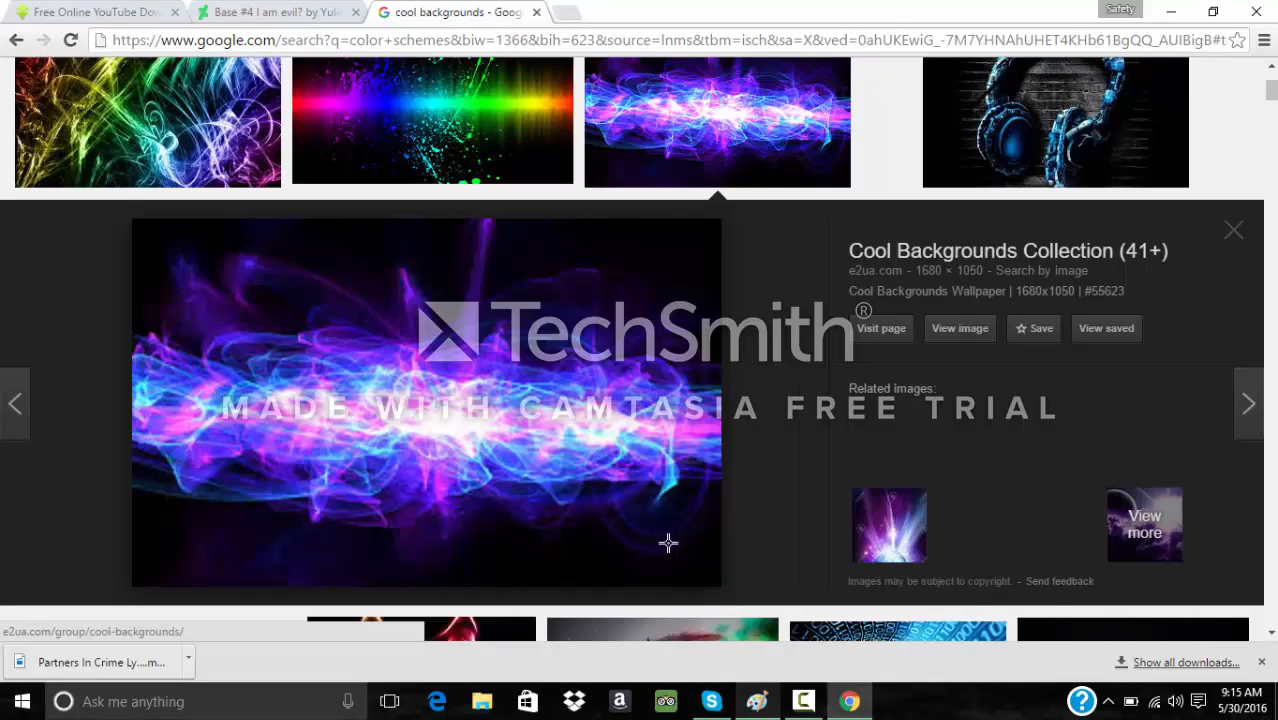 Free Online YouTube Dou
Base #4 I am evil? by Yulie
cool backgrounds - Goog
Safety
https://www.google.com/search?q=color+schemes&biw=1366&bih=623&source=lnms&tbm=isch&sa=X&ved=0ahUKEwiG_-7M7YHNAhUHET4KHb61BgQQ_AUIBigB#t
Cool Backgrounds Collection (41+)
e2ua.com - 1680 × 1050 - Search by image
Cool Backgrounds Wallpaper | 1680x1050 | #55623
Visit page
View image
Save
View saved
TechSmith®
Related images:
MADE WITH CAMTASIA FREE TRIAL
View
more
Images may be subject to copyright. - Send feedback
e2ua.com/group/cool-backgrounds/
Partners In Crime Ly....m...
Show all downloads...
Ask me anything
9:15 AM
5/30/2016